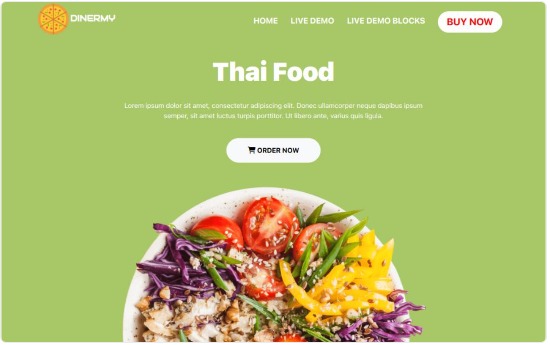 DINERMY
HOME LIVE DEMO LIVE DEMO BLOCKS BUY NOW
Thai Food
Lorem ipsum dolor sit amet, consectetur adipiscing elit. Donec ullamcorper neque dapibus ipsum
semper, sit amet luctus turpis porttitor. Ut libero ante, varius quis ligula.
ORDER NOW